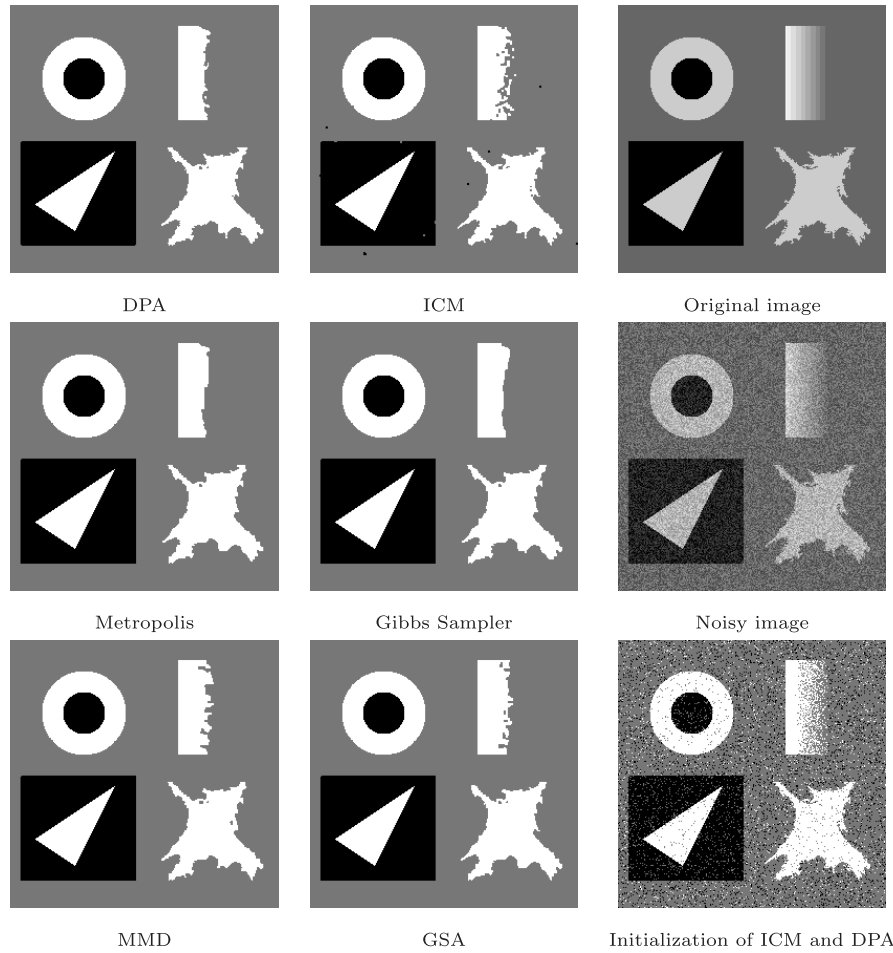 DPA
ICM
Original image
Metropolis
Gibbs Sampler
Noisy image
MMD
GSA
Initialization of ICM and DPA